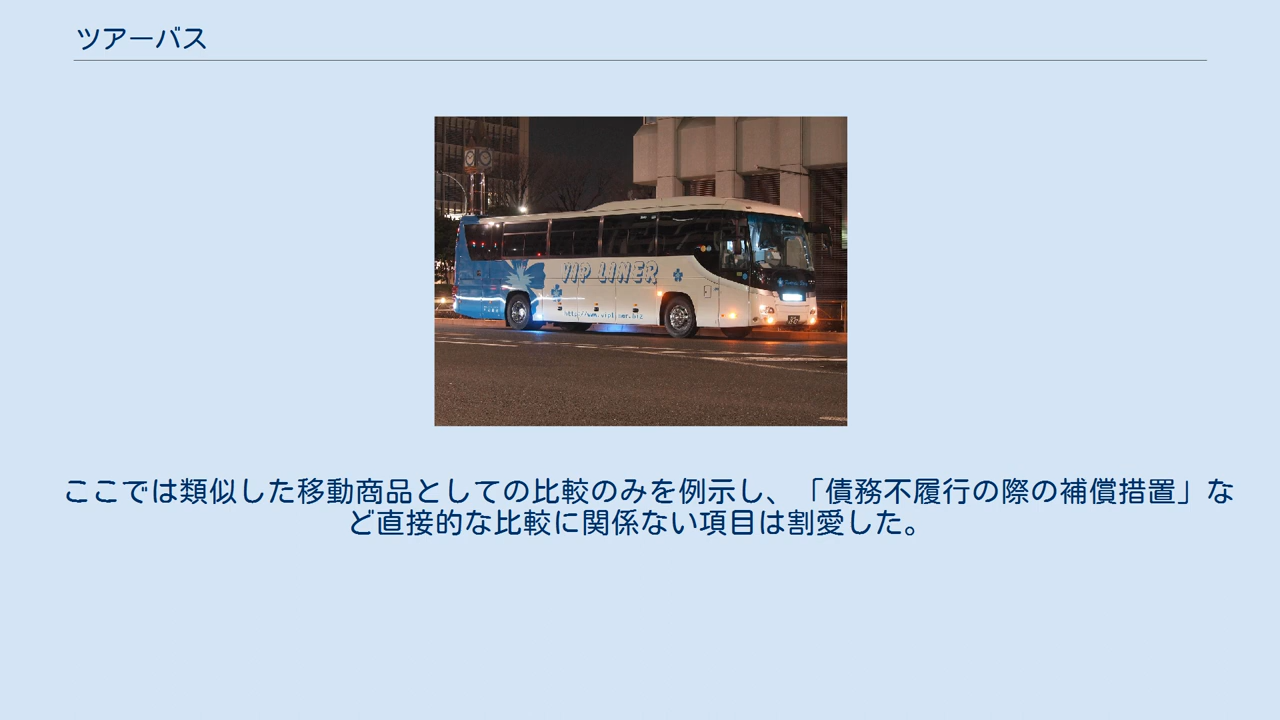 ツアーバス
VIP LINER
ここでは類似した移動商品としての比較のみを例示し、「債務不履行の際の補償措置」な
ど直接的な比較に関係ない項目は割愛した。